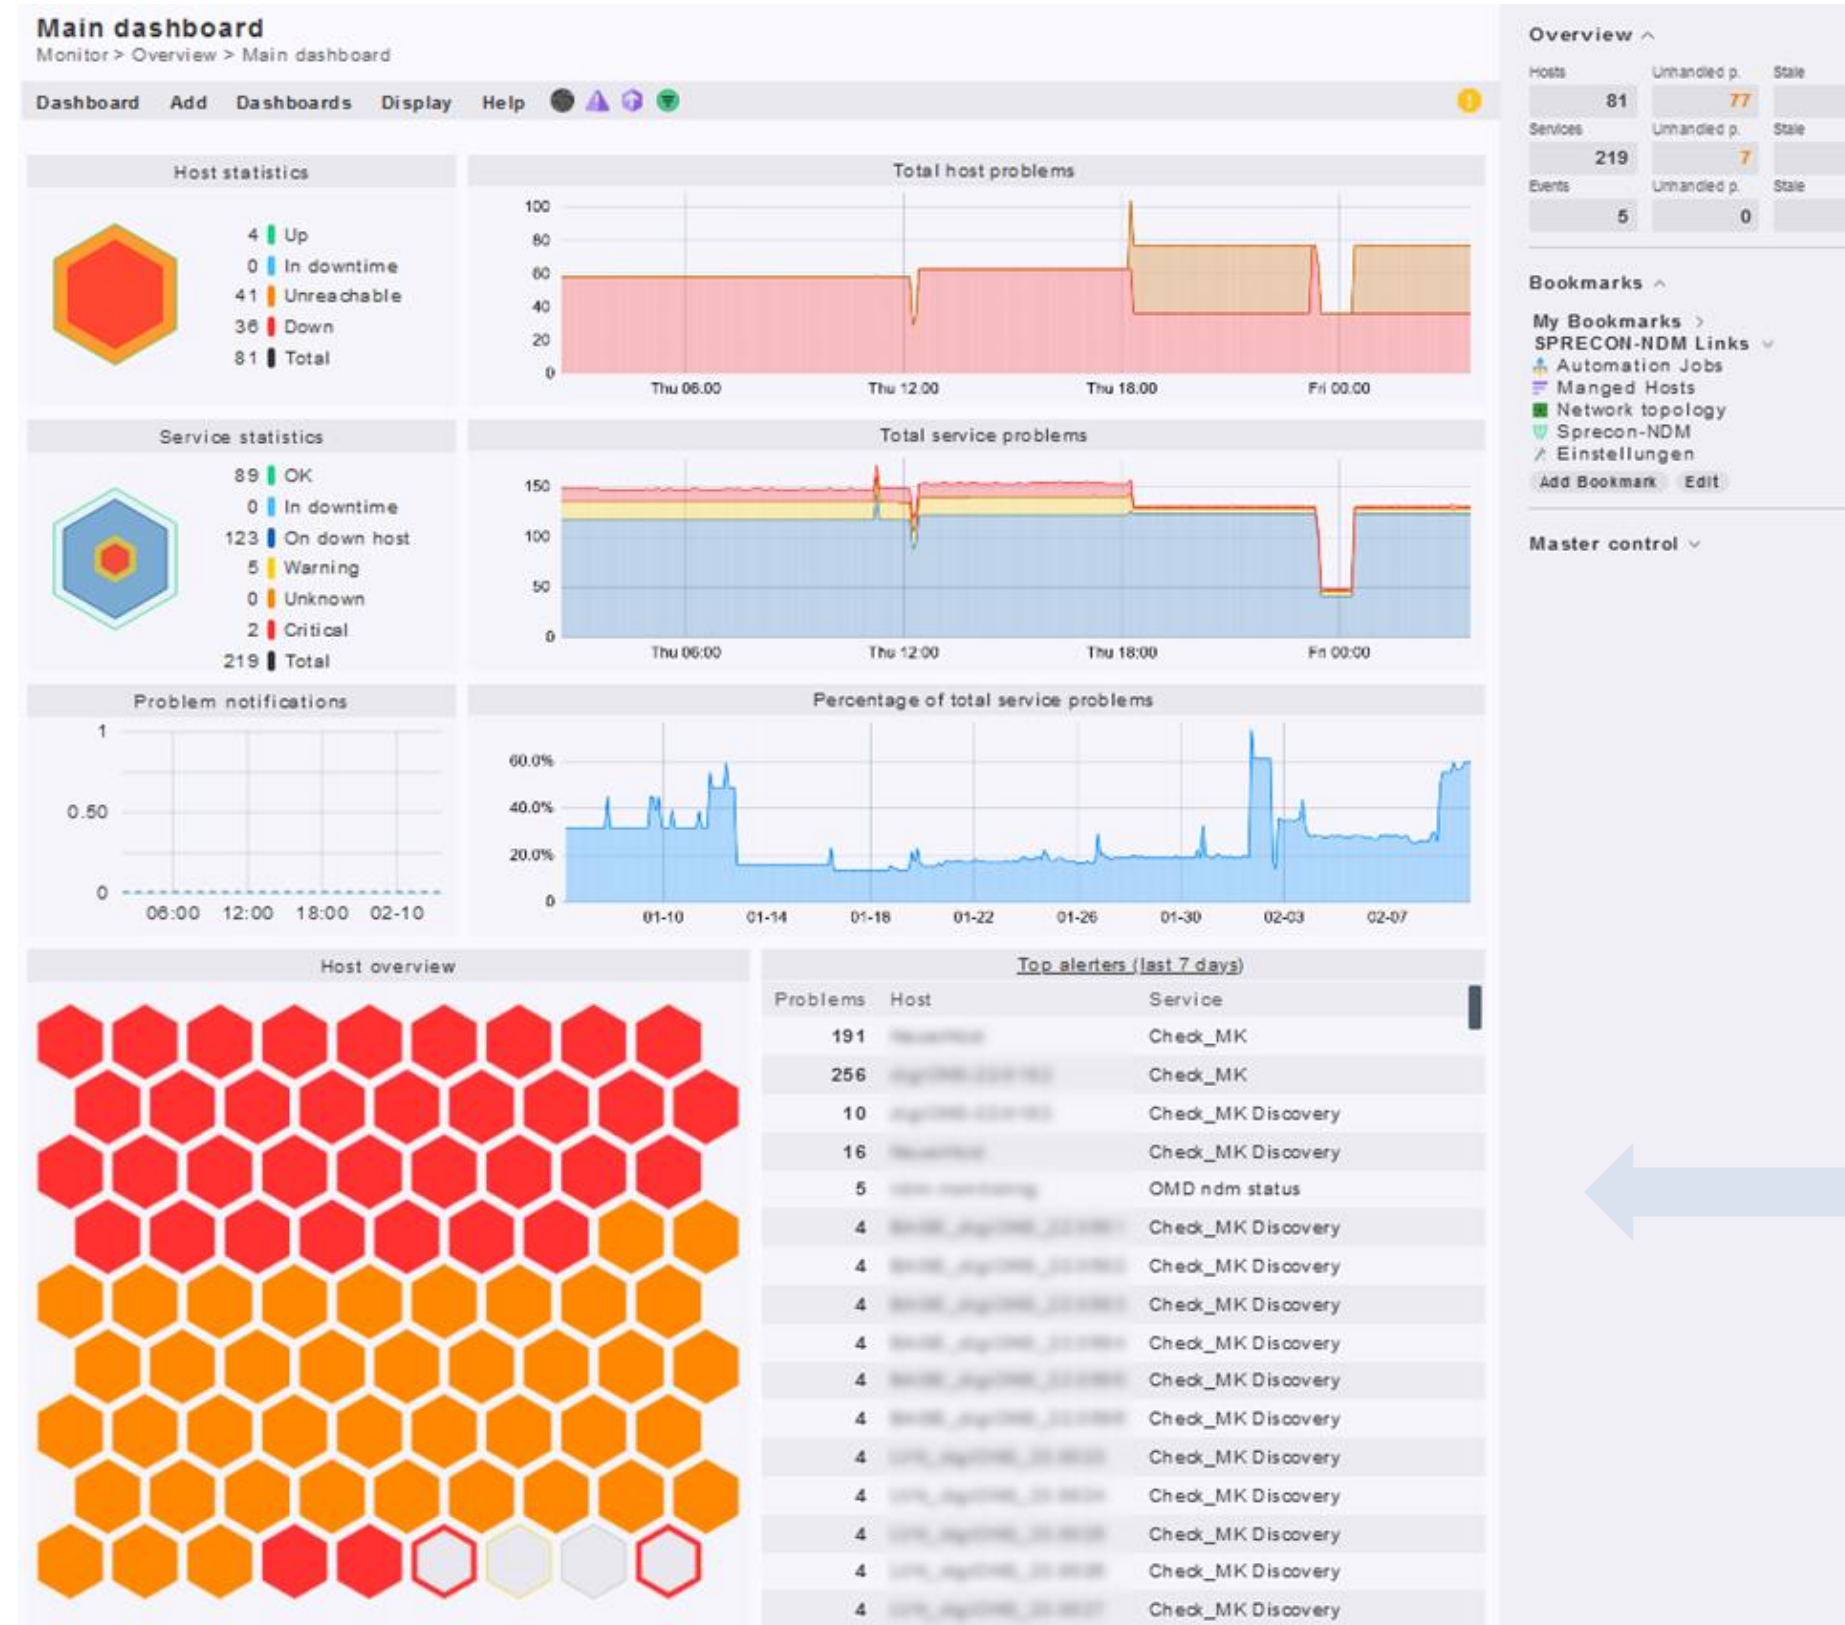 Main dashboard
Monitor > Overview > Main dashboard
Dashboard Add Dashboards Display Help
Host statistics
4 Up
0 In downtime
41 Unreachable
36 Down
81 Total
Total host problems
100
80
60
40
20
0
Thu 06:00 Thu 12:00 Thu 18:00 Fri 00:00
Service statistics
89 OK
0 In downtime
123 On down host
5 Warning
0 Unknown
2 Critical
219 Total
Total service problems
150
100
50
0
Thu 06:00 Thu 12:00 Thu 18:00 Fri 00:00
Problem notifications
1
0.50
0
06:00 12:00 18:00 02-10
Percentage of total service problems
60.0%
40.0%
20.0%
0
01-10 01-14 01-18 01-22 01-26 01-30 02-03 02-07
Host overview
Top alerters (last 7 days)
Problems Host Service
191 Check_MK
256 Check_MK
10 Check_MK Discovery
16 Check_MK Discovery
5 OMD ndm status
4 Check_MK Discovery
4 Check_MK Discovery
4 Check_MK Discovery
4 Check_MK Discovery
4 Check_MK Discovery
4 Check_MK Discovery
4 Check_MK Discovery
4 Check_MK Discovery
4 Check_MK Discovery
4 Check_MK Discovery
4 Check_MK Discovery
Overview
Hosts Unhandled p. Stale
81 77
Services Unhandled p. Stale
219 7
Events Unhandled p. Stale
5 0
Bookmarks
My Bookmarks >
SPRECON-NDM Links
Automation Jobs
Manged Hosts
Network topology
Sprecon-NDM
Einstellungen
Add Bookmark Edit
Master control